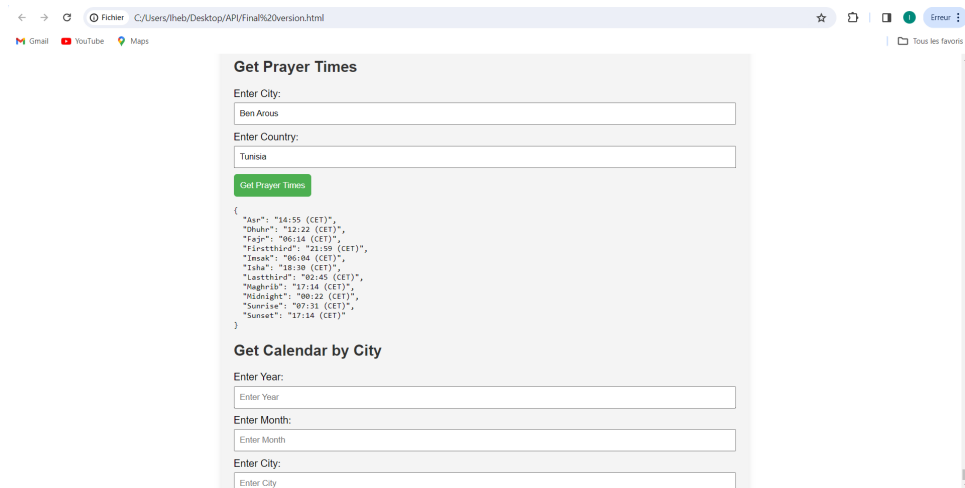 Fichier C:/Users/Iheb/Desktop/API/Final%20version.html
Erreur
Gmail YouTube Maps
Tous les favoris
Get Prayer Times
Enter City:
Ben Arous
Enter Country:
Tunisia
Get Prayer Times
{
"Asr": "14:55 (CET)",
"Dhuhr": "12:22 (CET)",
"Fajr": "06:14 (CET)",
"Firstthird": "21:59 (CET)",
"Imsak": "06:04 (CET)",
"Isha": "18:30 (CET)",
"Lastthird": "02:45 (CET)",
"Maghrib": "17:14 (CET)",
"Midnight": "00:22 (CET)",
"Sunrise": "07:31 (CET)",
"Sunset": "17:14 (CET)"
}
Get Calendar by City
Enter Year:
Enter Year
Enter Month:
Enter Month
Enter City:
Enter City